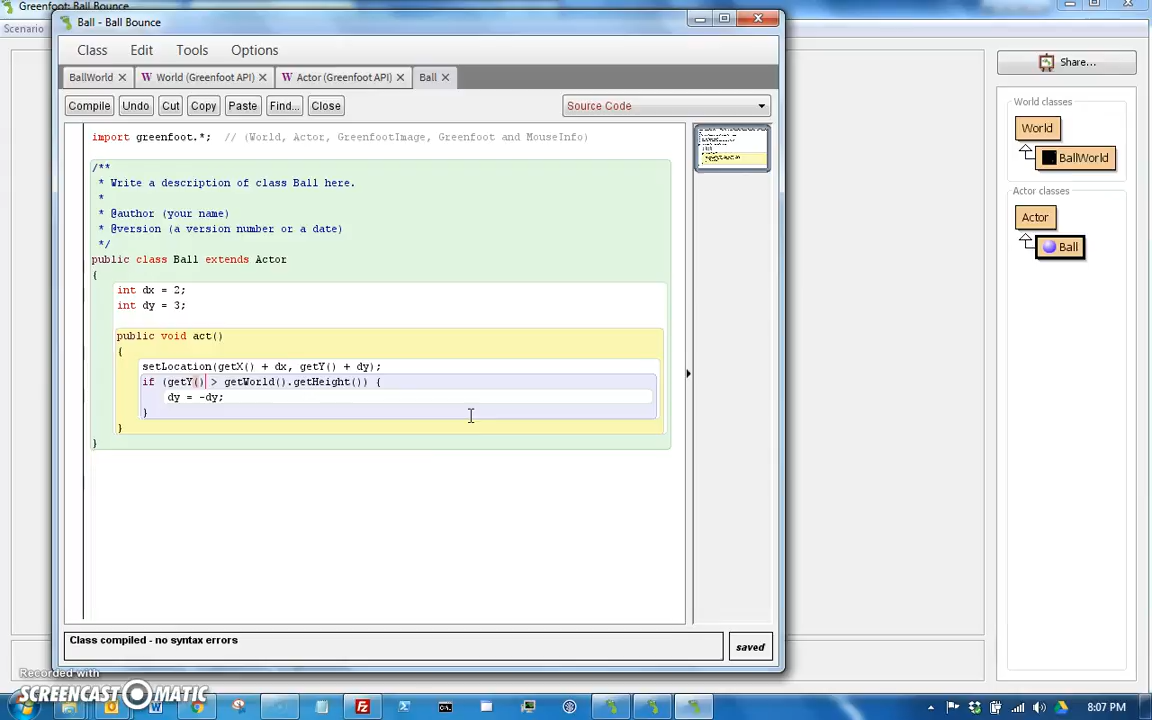 Greenfoot: Ball Bounce
Scenario
Ball - Ball Bounce
Class Edit Tools Options
BallWorld World (Greenfoot API) Actor (Greenfoot API) Ball
Compile Undo Cut Copy Paste Find... Close Source Code
import greenfoot.*;  // (World, Actor, GreenfootImage, Greenfoot and MouseInfo)
/**
 * Write a description of class Ball here.
 *
 * @author (your name)
 * @version (a version number or a date)
 */
public class Ball extends Actor
{
int dx = 2;
int dy = 3;
public void act()
{
setLocation(getX() + dx, getY() + dy);
if (getY() > getWorld().getHeight()) {
dy = -dy;
}
}
}
Class compiled - no syntax errors
saved
Share...
World classes
World
BallWorld
Actor classes
Actor
Ball
Recorded with
SCREENCAST MATIC
8:07 PM